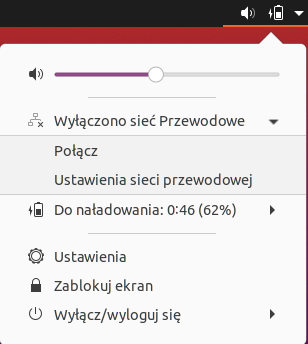 Wyłączono sieć Przewodowe
Połącz
Ustawienia sieci przewodowej
Do naładowania: 0:46 (62%)
Ustawienia
Zablokuj ekran
Wyłącz/wyloguj się